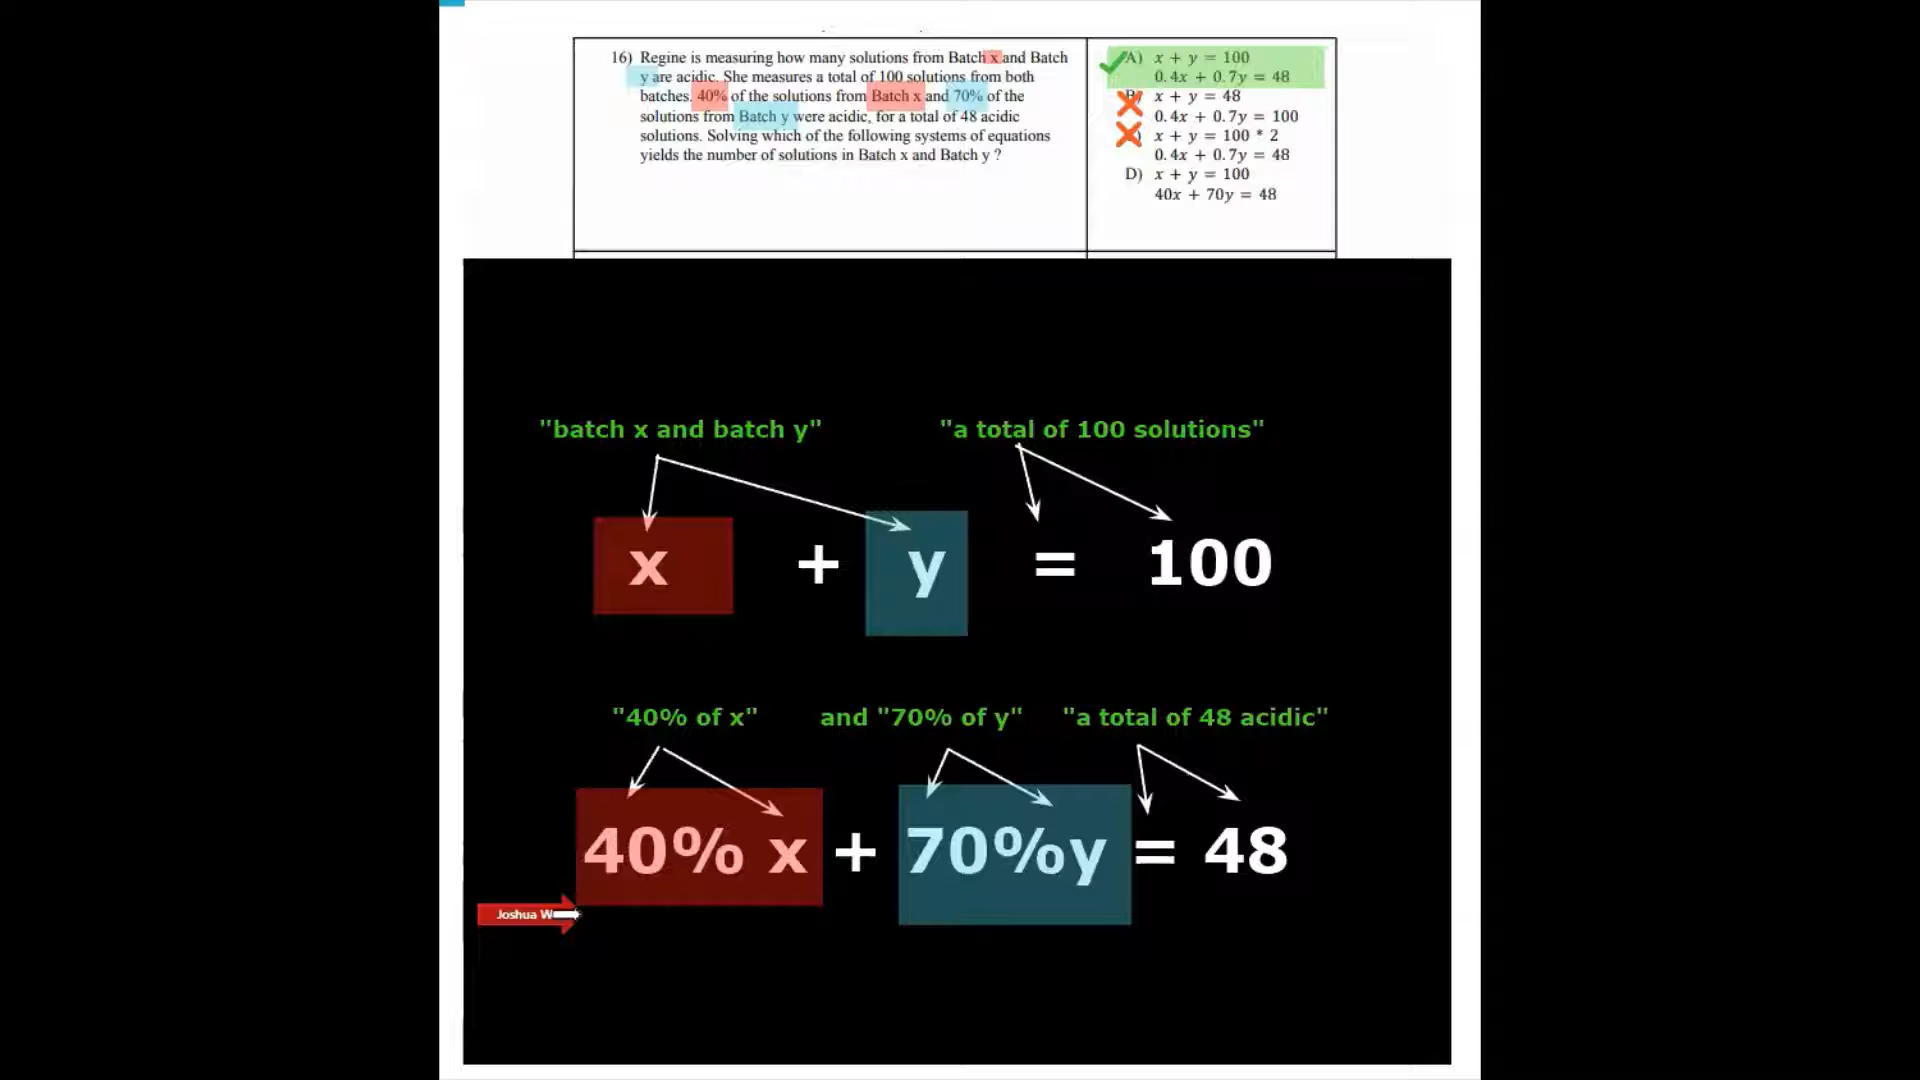 16) Regine is measuring how many solutions from Batch x and Batch
y are acidic. She measures a total of 100 solutions from both
batches. 40% of the solutions from Batch x and 70% of the
solutions from Batch y were acidic, for a total of 48 acidic
solutions. Solving which of the following systems of equations
yields the number of solutions in Batch x and Batch y ?
A) x + y = 100
0.4x + 0.7y = 48
x + y = 48
0.4x + 0.7y = 100
x + y = 100 * 2
0.4x + 0.7y = 48
D) x + y = 100
40x + 70y = 48
"batch x and batch y" "a total of 100 solutions"
x + y = 100
"40% of x" and "70% of y" "a total of 48 acidic"
40% x + 70%y = 48
Joshua W